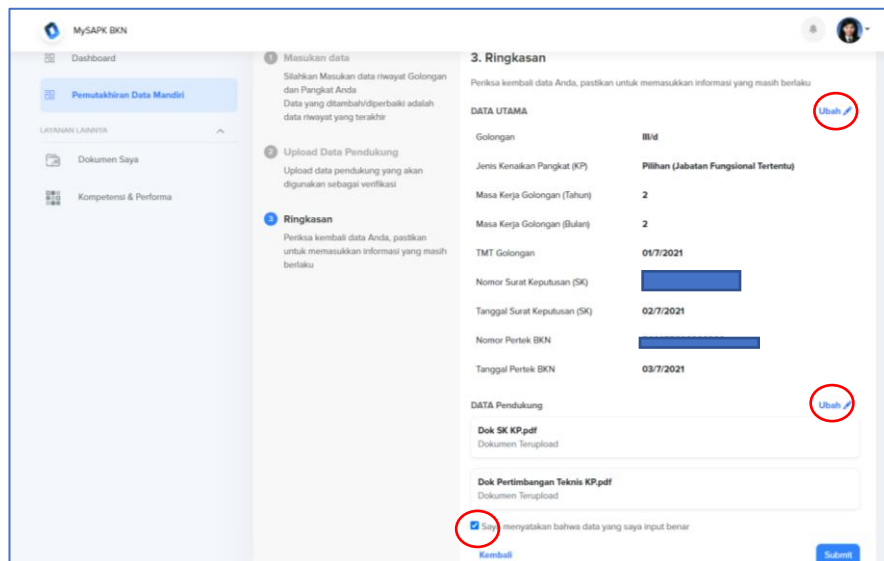 MySAPK BKN
Dashboard
Pemutakhiran Data Mandiri
LAYANAN LAINNYA
Dokumen Saya
Kompetensi & Performa
1 Masukan data
Silahkan Masukan data riwayat Golongan
dan Pangkat Anda
Data yang ditambah/diperbaiki adalah
data riwayat yang terakhir
2 Upload Data Pendukung
Upload data pendukung yang akan
digunakan sebagai verifikasi
3 Ringkasan
Periksa kembali data Anda, pastikan
untuk memasukkan informasi yang masih
berlaku
3. Ringkasan
Periksa kembali data Anda, pastikan untuk memasukkan informasi yang masih berlaku
DATA UTAMA Ubah
Golongan III/d
Jenis Kenaikan Pangkat (KP) Pilihan (Jabatan Fungsional Tertentu)
Masa Kerja Golongan (Tahun) 2
Masa Kerja Golongan (Bulan) 2
TMT Golongan 01/7/2021
Nomor Surat Keputusan (SK)
Tanggal Surat Keputusan (SK) 02/7/2021
Nomor Pertek BKN
Tanggal Pertek BKN 03/7/2021
DATA Pendukung Ubah
Dok SK KP.pdf
Dokumen Terupload
Dok Pertimbangan Teknis KP.pdf
Dokumen Terupload
Saya menyatakan bahwa data yang saya input benar
Kembali Submit